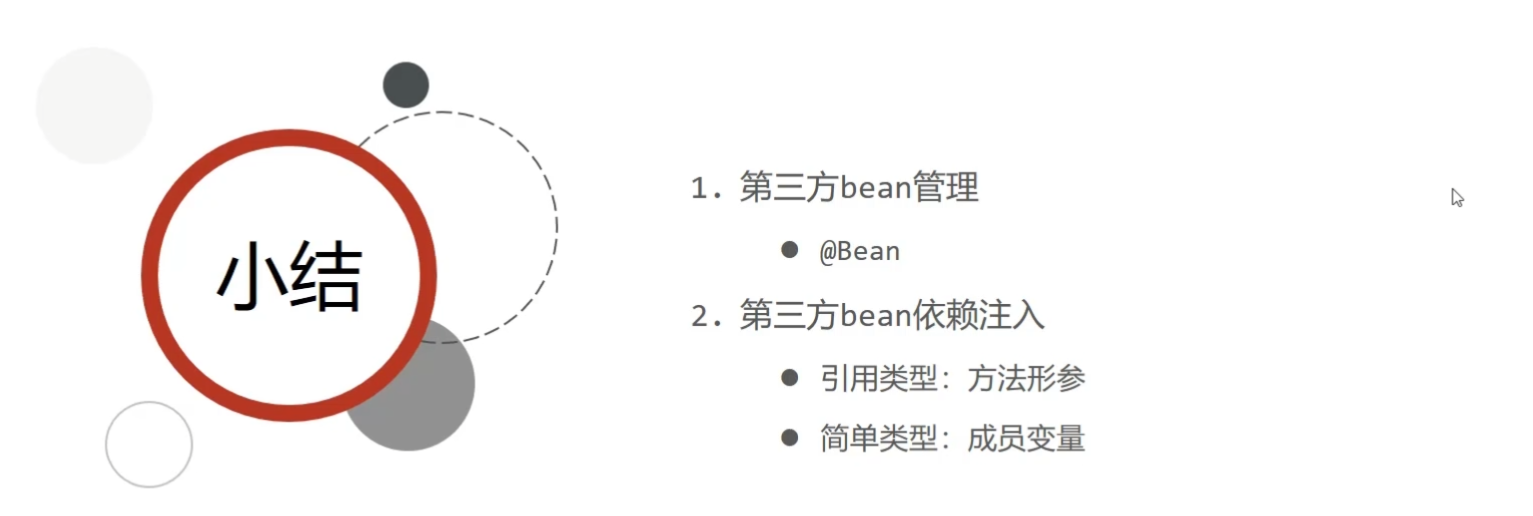 小结
1. 第三方bean管理
● @Bean
2. 第三方bean依赖注入
● 引用类型：方法形参
● 简单类型：成员变量